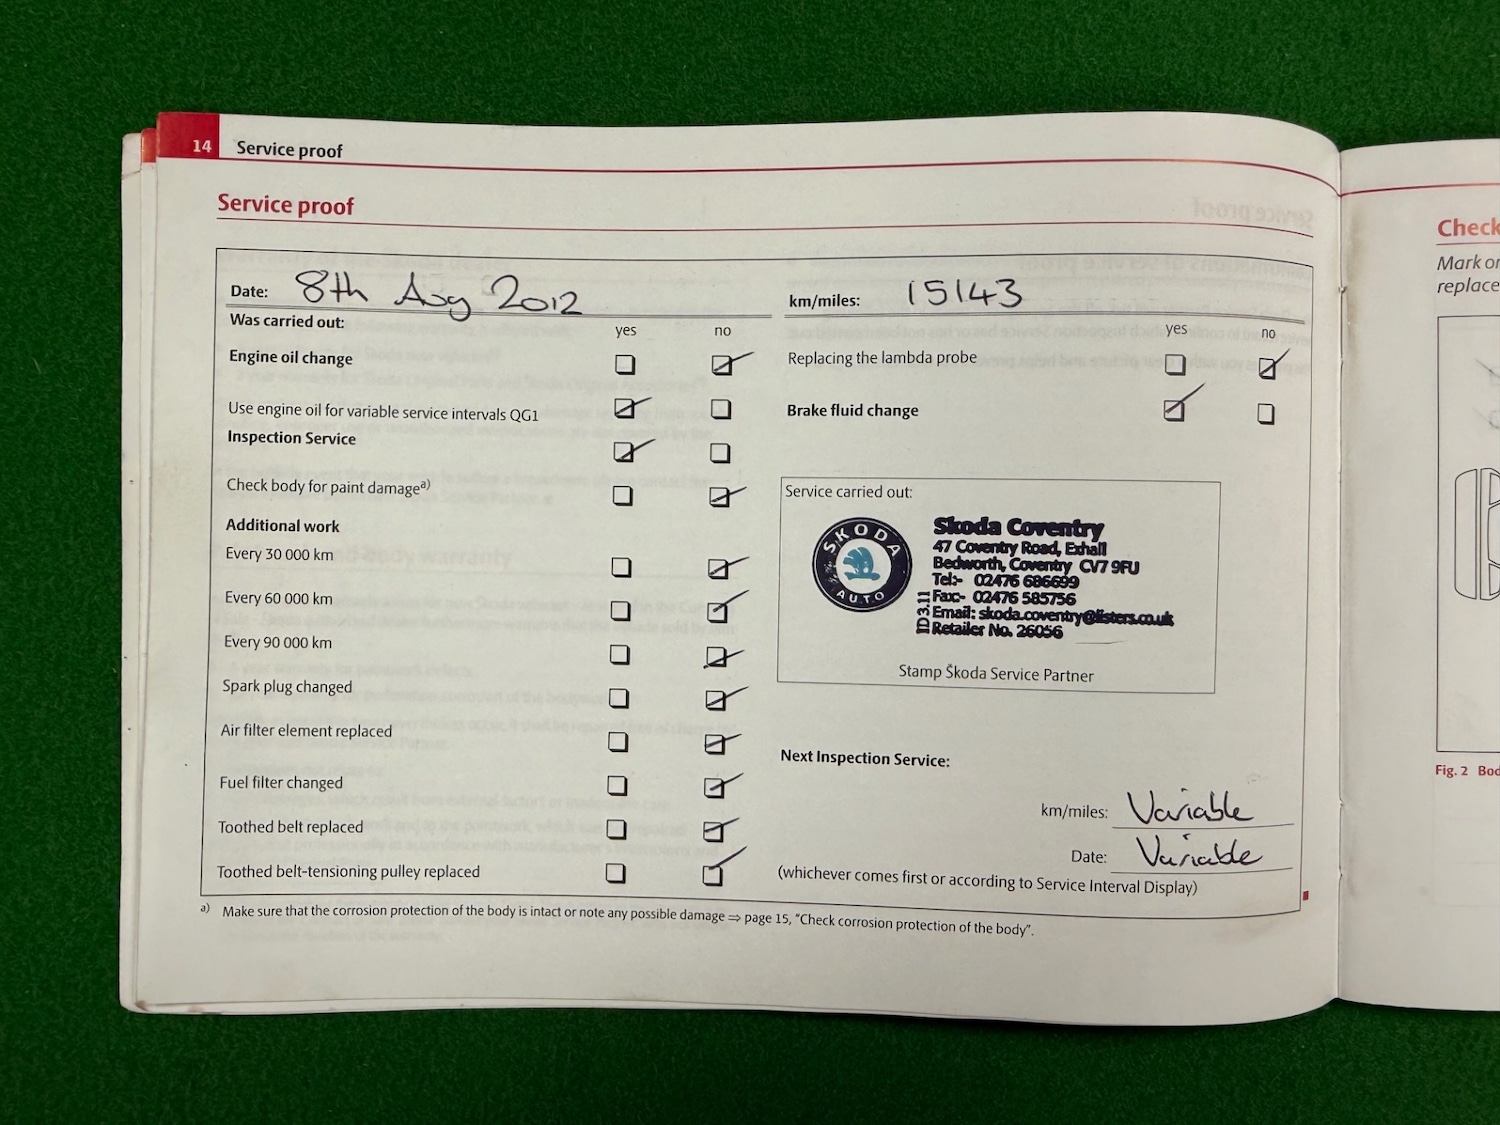 14 Service proof
Service proof
Date: 8th Aug 2012
km/miles: 15143
Was carried out: yes no
yes no
Engine oil change
Replacing the lambda probe
Use engine oil for variable service intervals QG1
Brake fluid change
Inspection Service
Check body for paint damage a)
Additional work
Every 30 000 km
Every 60 000 km
Every 90 000 km
Spark plug changed
Air filter element replaced
Fuel filter changed
Toothed belt replaced
Toothed belt-tensioning pulley replaced
Service carried out:
SKODA
AUTO
Skoda Coventry
47 Coventry Road, Exhall
Bedworth, Coventry CV7 9FU
Tel:- 02476 686699
Fax:- 02476 585756
Email: skoda.coventry@listers.co.uk
Retailer No. 26056
ID3.11
Stamp Škoda Service Partner
Next Inspection Service:
km/miles: Variable
Date: Variable
(whichever comes first or according to Service Interval Display)
a) Make sure that the corrosion protection of the body is intact or note any possible damage ⇒ page 15, "Check corrosion protection of the body".
Check
Mark
replace
Fig. 2